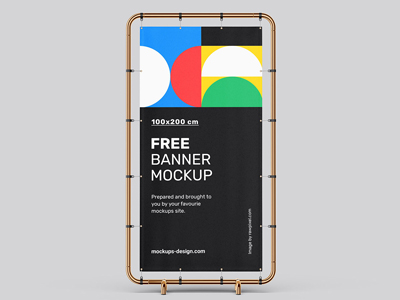 100x200 cm
FREE
BANNER
MOCKUP
Prepared and brought to
you by your favourie
mockups site.
mockups-design.com
image by rawpixel.com